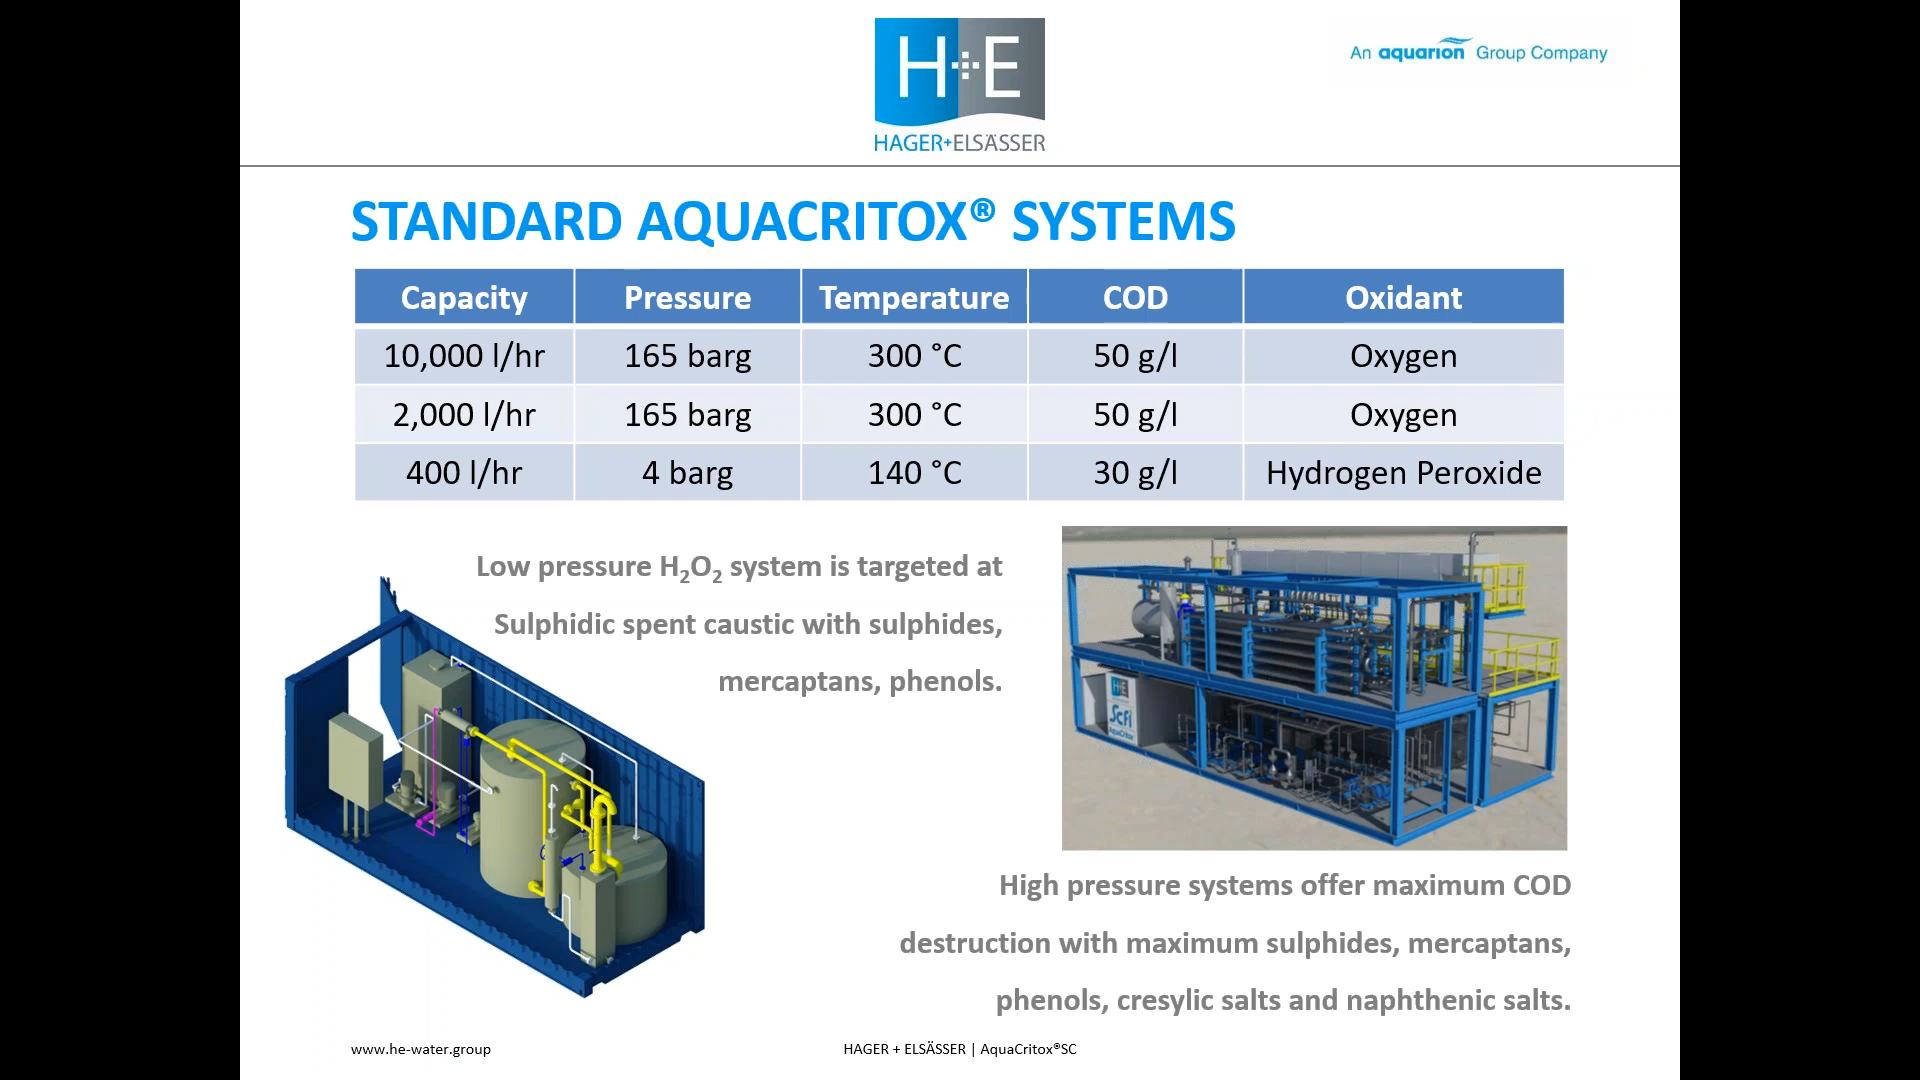 H+E
HAGER+ELSÄSSER
An aquarion Group Company
STANDARD AQUACRITOX® SYSTEMS
Capacity Pressure Temperature COD Oxidant
10,000 l/hr 165 barg 300 °C 50 g/l Oxygen
2,000 l/hr 165 barg 300 °C 50 g/l Oxygen
400 l/hr 4 barg 140 °C 30 g/l Hydrogen Peroxide
Low pressure H₂O₂ system is targeted at
Sulphidic spent caustic with sulphides,
mercaptans, phenols.
H+E
SCFI
AquaCritox
High pressure systems offer maximum COD
destruction with maximum sulphides, mercaptans,
phenols, cresylic salts and naphthenic salts.
www.he-water.group
HAGER + ELSÄSSER | AquaCritox®SC